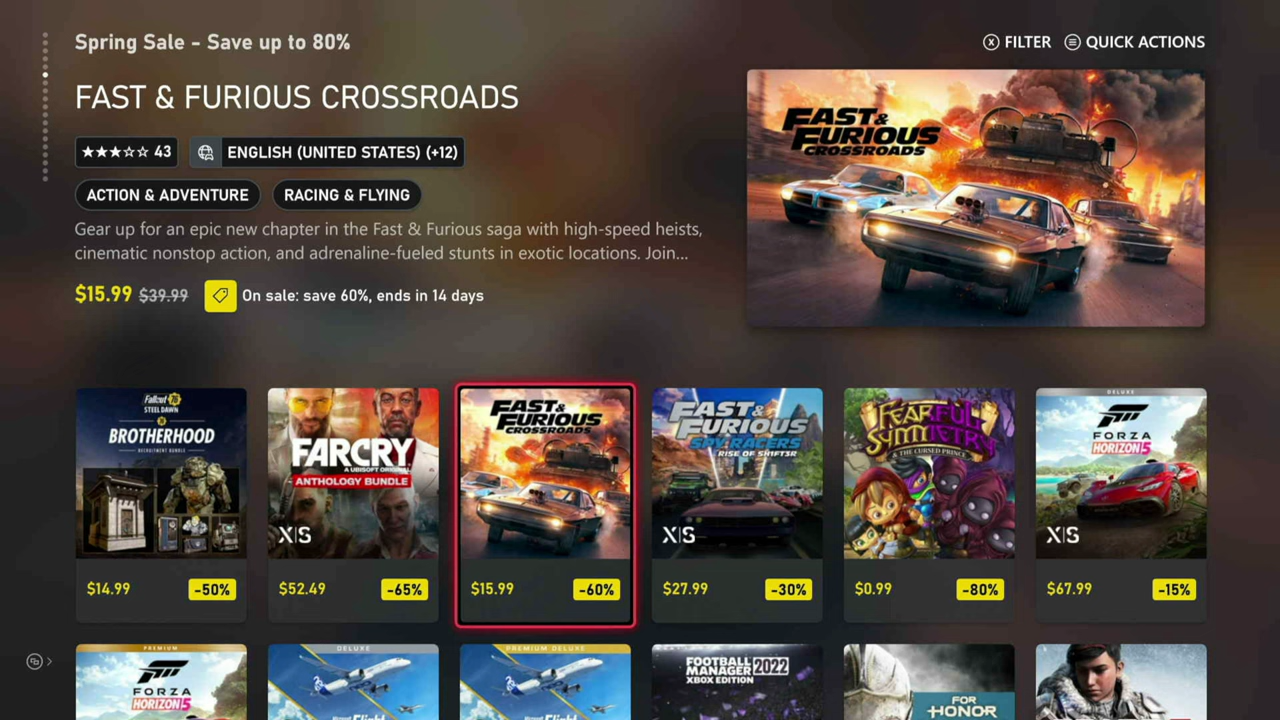 Spring Sale - Save up to 80%
FILTER
QUICK ACTIONS
FAST & FURIOUS CROSSROADS
★★★☆☆ 43
ENGLISH (UNITED STATES) (+12)
ACTION & ADVENTURE
RACING & FLYING
Gear up for an epic new chapter in the Fast & Furious saga with high-speed heists,
cinematic nonstop action, and adrenaline-fueled stunts in exotic locations. Join...
$15.99 $39.99 On sale: save 60%, ends in 14 days
FAST &
FURIOUS
CROSSROADS
Fallout 76
STEEL DAWN
BROTHERHOOD
RECRUITMENT BUNDLE
$14.99 -50%
FARCRY
A UBISOFT ORIGINAL
ANTHOLOGY BUNDLE
X|S
$52.49 -65%
FAST &
FURIOUS
CROSSROADS
$15.99 -60%
FAST &
FURIOUS
SPY RACERS
RISE OF SH1FT3R
X|S
$27.99 -30%
FEARFUL
SYMMETRY
& THE CURSED PRINCE
$0.99 -80%
DELUXE
FORZA
HORIZON 5
X|S
$67.99 -15%
PREMIUM
FORZA
HORIZON 5
DELUXE
Flight
PREMIUM DELUXE
Flight
FOOTBALL
MANAGER 2022
XBOX EDITION
FOR
HONOR